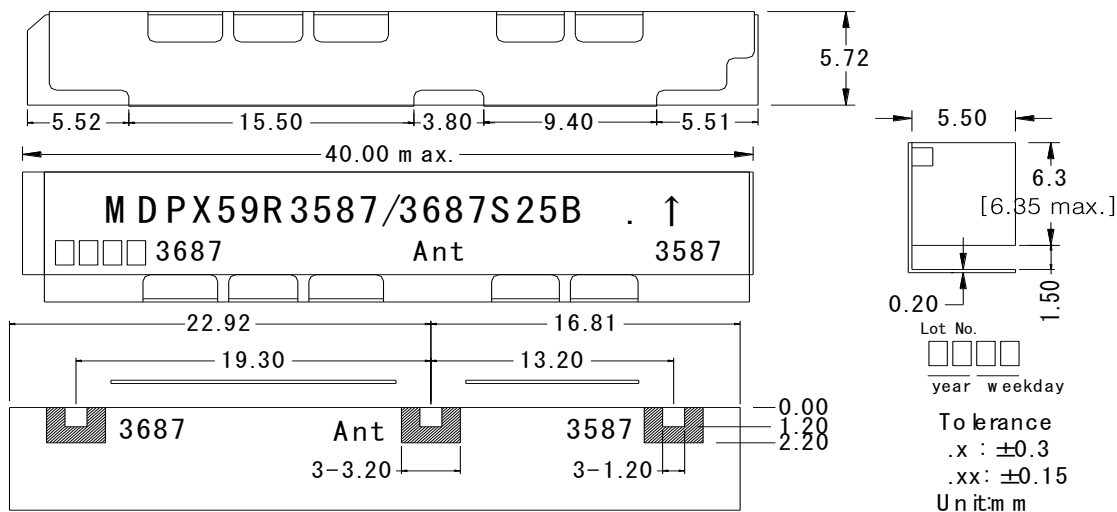 5.72
5.52 15.50 3.80 9.40 5.51
40.00 max.
MDPX59R3587/3687S25B . ↑
□□□□ 3687 Ant 3587
22.92 16.81
19.30 13.20
3687 Ant 3587
3-3.20 3-1.20
0.00
1.20
2.20
5.50
6.3
[6.35 max.]
0.20
1.50
Lot No.
□□□□
year weekday
Tolerance
.x : ±0.3
.xx: ±0.15
Unit:mm